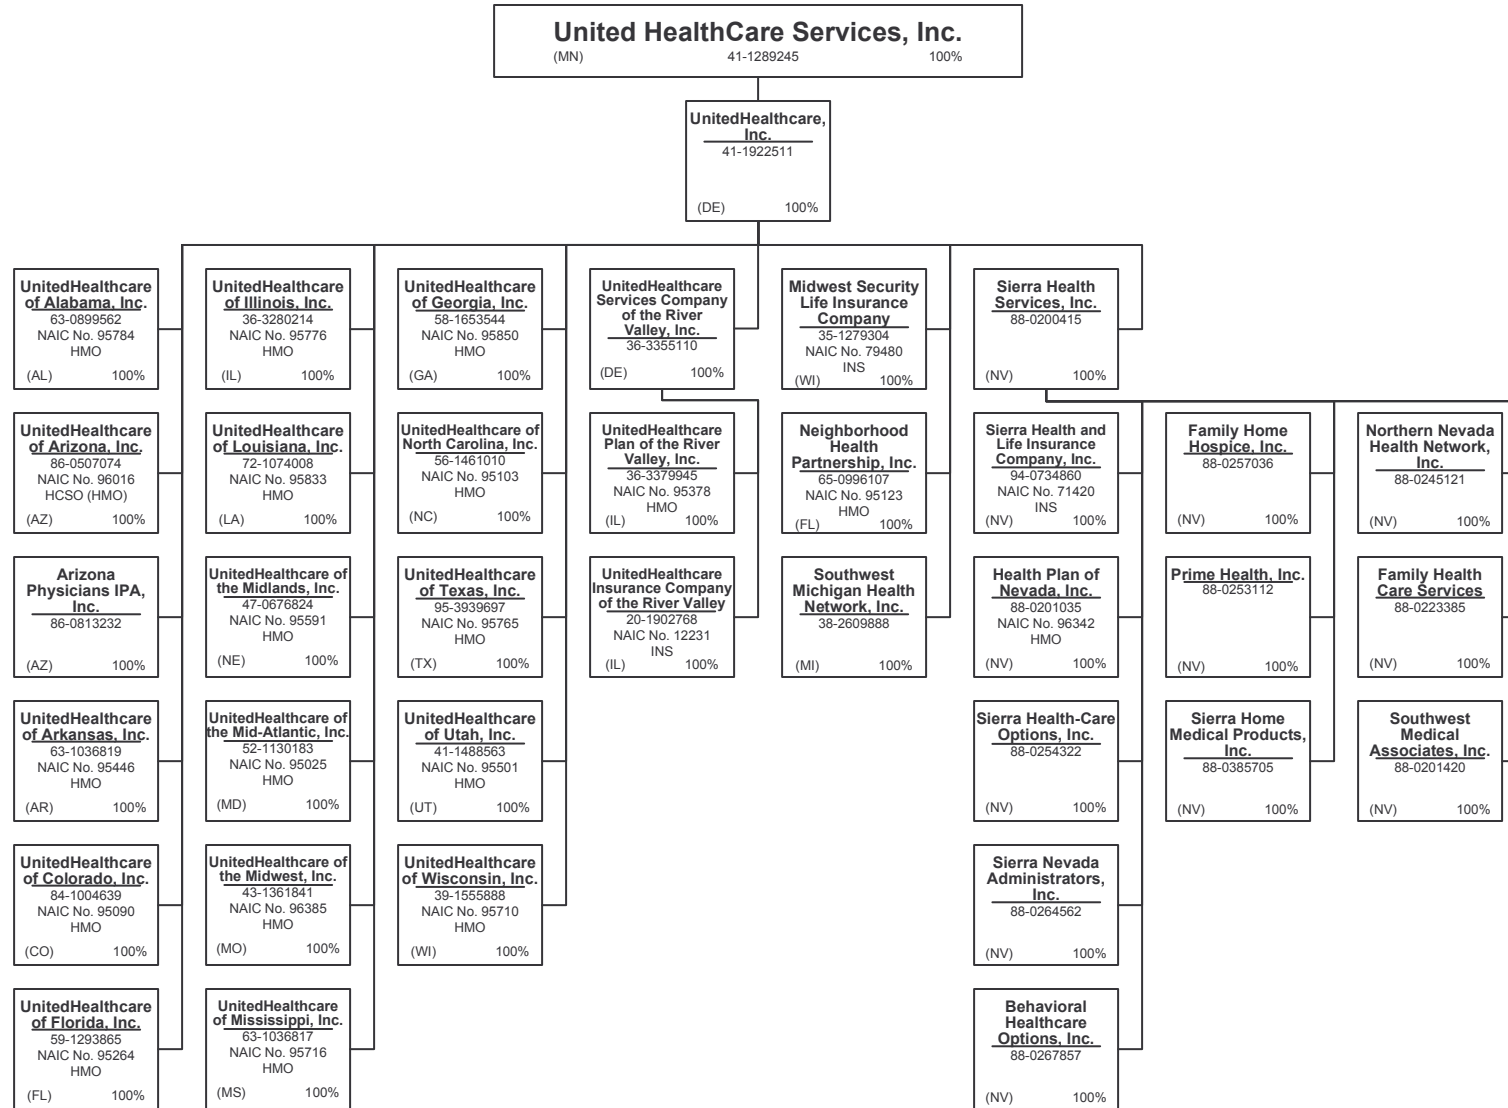 United HealthCare Services, Inc.
(MN) 41-1289245 100%
UnitedHealthcare,
Inc.
41-1922511
(DE) 100%
UnitedHealthcare
of Alabama, Inc.
63-0899562
NAIC No. 95784
HMO
(AL) 100%
UnitedHealthcare
of Illinois, Inc.
36-3280214
NAIC No. 95776
HMO
(IL) 100%
UnitedHealthcare
of Georgia, Inc.
58-1653544
NAIC No. 95850
HMO
(GA) 100%
UnitedHealthcare
Services Company
of the River
Valley, Inc.
36-3355110
(DE) 100%
Midwest Security
Life Insurance
Company
35-1279304
NAIC No. 79480
INS
(WI) 100%
Sierra Health
Services, Inc.
88-0200415
(NV) 100%
UnitedHealthcare
of Arizona, Inc.
86-0507074
NAIC No. 96016
HCSO (HMO)
(AZ) 100%
UnitedHealthcare
of Louisiana, Inc.
72-1074008
NAIC No. 95833
HMO
(LA) 100%
UnitedHealthcare of
North Carolina, Inc.
56-1461010
NAIC No. 95103
HMO
(NC) 100%
UnitedHealthcare
Plan of the River
Valley, Inc.
36-3379945
NAIC No. 95378
HMO
(IL) 100%
Neighborhood
Health
Partnership, Inc.
65-0996107
NAIC No. 95123
HMO
(FL) 100%
Sierra Health and
Life Insurance
Company, Inc.
94-0734860
NAIC No. 71420
INS
(NV) 100%
Family Home
Hospice, Inc.
88-0257036
(NV) 100%
Northern Nevada
Health Network,
Inc.
88-0245121
(NV) 100%
Arizona
Physicians IPA,
Inc.
86-0813232
(AZ) 100%
UnitedHealthcare of
the Midlands, Inc.
47-0676824
NAIC No. 95591
HMO
(NE) 100%
UnitedHealthcare
of Texas, Inc.
95-3939697
NAIC No. 95765
HMO
(TX) 100%
UnitedHealthcare
Insurance Company
of the River Valley
20-1902768
NAIC No. 12231
INS
(IL) 100%
Southwest
Michigan Health
Network, Inc.
38-2609888
(MI) 100%
Health Plan of
Nevada, Inc.
88-0201035
NAIC No. 96342
HMO
(NV) 100%
Prime Health, Inc.
88-0253112
(NV) 100%
Family Health
Care Services
88-0223385
(NV) 100%
UnitedHealthcare
of Arkansas, Inc.
63-1036819
NAIC No. 95446
HMO
(AR) 100%
UnitedHealthcare of
the Mid-Atlantic, Inc.
52-1130183
NAIC No. 95025
HMO
(MD) 100%
UnitedHealthcare
of Utah, Inc.
41-1488563
NAIC No. 95501
HMO
(UT) 100%
Sierra Health-Care
Options, Inc.
88-0254322
(NV) 100%
Sierra Home
Medical Products,
Inc.
88-0385705
(NV) 100%
Southwest
Medical
Associates, Inc.
88-0201420
(NV) 100%
UnitedHealthcare
of Colorado, Inc.
84-1004639
NAIC No. 95090
HMO
(CO) 100%
UnitedHealthcare of
the Midwest, Inc.
43-1361841
NAIC No. 96385
HMO
(MO) 100%
UnitedHealthcare
of Wisconsin, Inc.
39-1555888
NAIC No. 95710
HMO
(WI) 100%
Sierra Nevada
Administrators,
Inc.
88-0264562
(NV) 100%
UnitedHealthcare
of Florida, Inc.
59-1293865
NAIC No. 95264
HMO
(FL) 100%
UnitedHealthcare
of Mississippi, Inc.
63-1036817
NAIC No. 95716
HMO
(MS) 100%
Behavioral
Healthcare
Options, Inc.
88-0267857
(NV) 100%